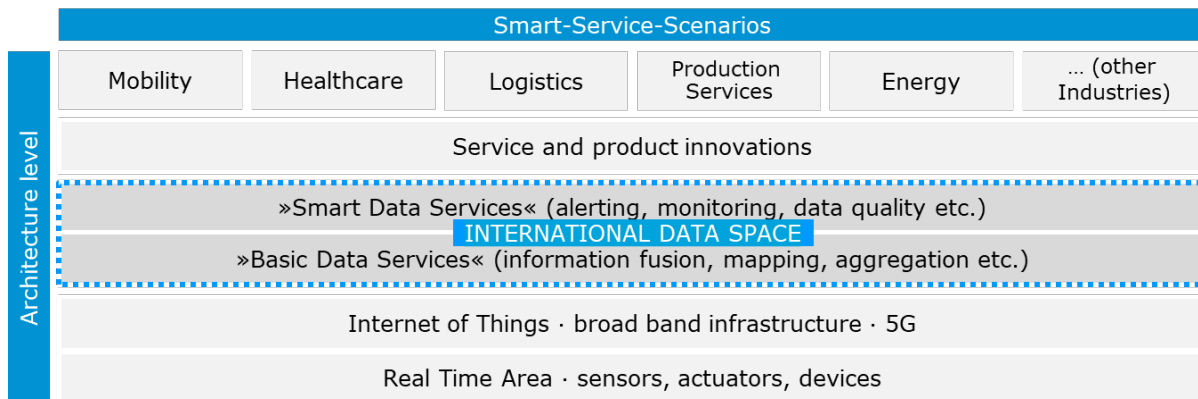 Smart-Service-Scenarios
Architecture level
Mobility
Healthcare
Logistics
Production
Services
Energy
... (other
Industries)
Service and product innovations
»Smart Data Services« (alerting, monitoring, data quality etc.)
INTERNATIONAL DATA SPACE
»Basic Data Services« (information fusion, mapping, aggregation etc.)
Internet of Things · broad band infrastructure · 5G
Real Time Area · sensors, actuators, devices